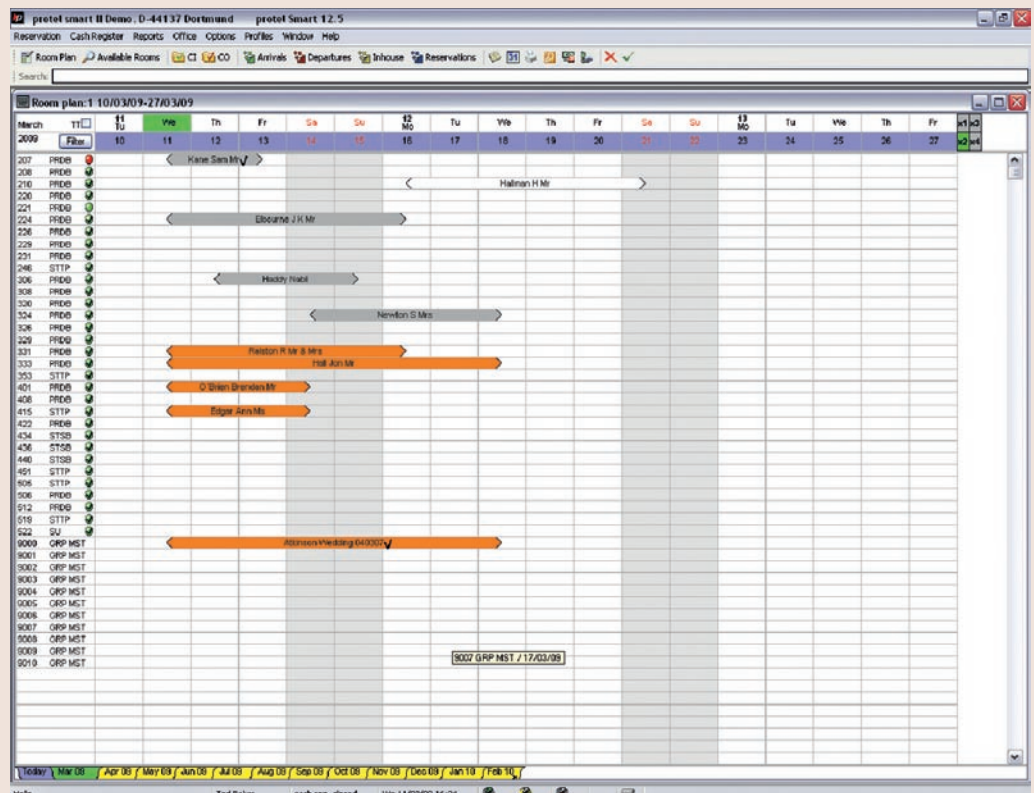 protel smart II Demo, D-44137 Dortmund protel Smart 12.5
Reservation Cash Register Reports Office Options Profiles Window Help
Room Plan Available Rooms CI CO Arrivals Departures Inhouse Reservations
Search:
Room plan:1 10/03/09-27/03/09
March TT 11 Tu We Th Fr Sa Su 12 Mo Tu We Th Fr Sa Su 13 Mo Tu We Th Fr x1 x3
2009 Filter 10 11 12 13 14 15 16 17 18 19 20 21 22 23 24 25 26 27 x2 x4
207 PRDB Kane Sam Mr
208 PRDB
210 PRDB Hallman H Mr
220 PRDB
221 PRDB
224 PRDB Elbourne J K Mr
226 PRDB
229 PRDB
231 PRDB
246 STTP
306 PRDB Haddy Nabil
308 PRDB
320 PRDB
324 PRDB Newton S Mrs
326 PRDB
329 PRDB
331 PRDB Ralston R Mr & Mrs
333 PRDB Hall Jon Mr
353 STTP
401 PRDB O'Brien Brendan Mr
408 PRDB
415 STTP Edgar Ann Ms
422 PRDB
434 STSB
436 STSB
440 STSB
451 STTP
505 STTP
506 PRDB
512 PRDB
519 STTP
522 SU
9000 GRP MST Atkinson Wedding 040307
9001 GRP MST
9002 GRP MST
9003 GRP MST
9004 GRP MST
9005 GRP MST
9006 GRP MST
9007 GRP MST
9008 GRP MST
9009 GRP MST 9007 GRP MST / 17/03/09
9010 GRP MST
Today Mar 09 Apr 09 May 09 Jun 09 Jul 09 Aug 09 Sep 09 Oct 09 Nov 09 Dec 09 Jan 10 Feb 10